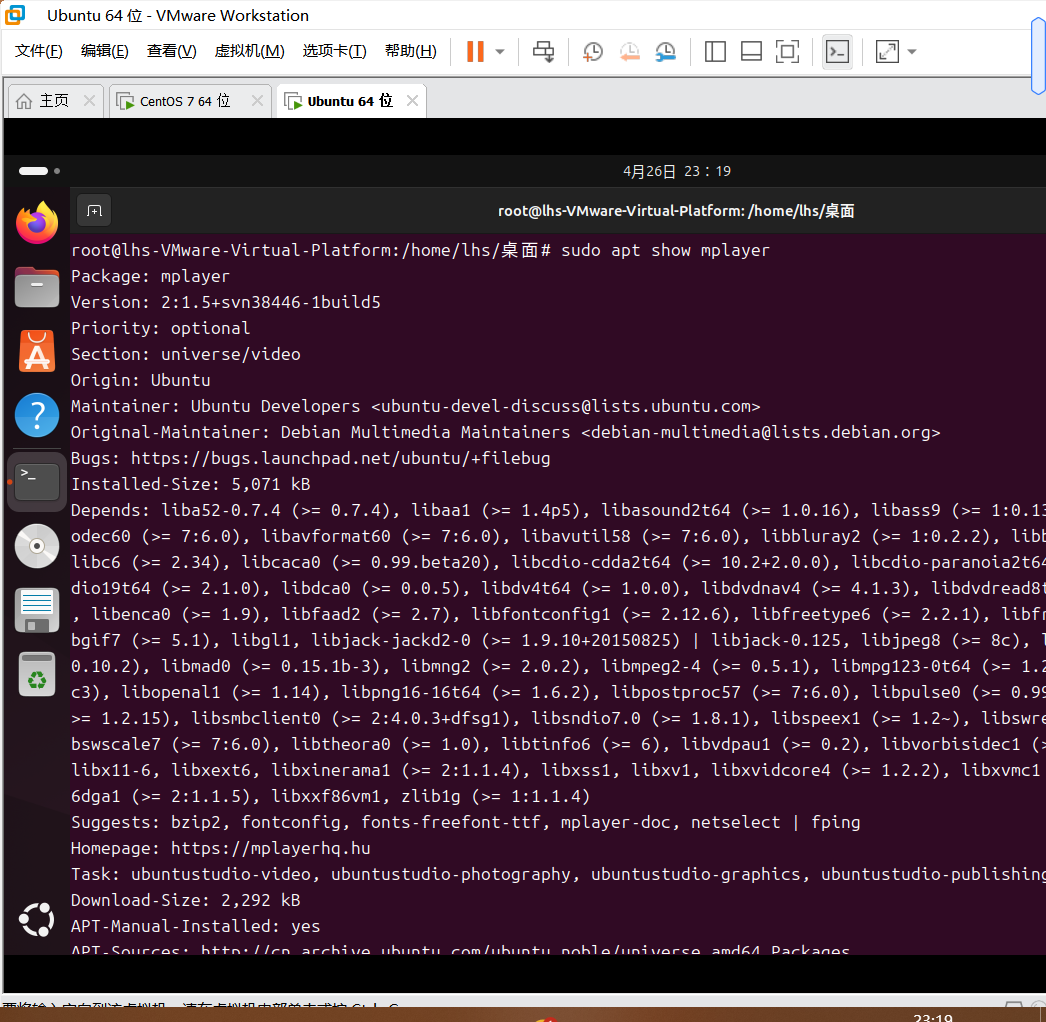 Ubuntu 64 位 - VMware Workstation
文件(F) 编辑(E) 查看(V) 虚拟机(M) 选项卡(T) 帮助(H)
主页 CentOS 7 64 位 Ubuntu 64 位
4月26日 23：19
root@lhs-VMware-Virtual-Platform: /home/lhs/桌面
root@lhs-VMware-Virtual-Platform:/home/lhs/桌面# sudo apt show mplayer
Package: mplayer
Version: 2:1.5+svn38446-1build5
Priority: optional
Section: universe/video
Origin: Ubuntu
Maintainer: Ubuntu Developers <ubuntu-devel-discuss@lists.ubuntu.com>
Original-Maintainer: Debian Multimedia Maintainers <debian-multimedia@lists.debian.org>
Bugs: https://bugs.launchpad.net/ubuntu/+filebug
Installed-Size: 5,071 kB
Depends: liba52-0.7.4 (>= 0.7.4), libaa1 (>= 1.4p5), libasound2t64 (>= 1.0.16), libass9 (>= 1:0.13
odec60 (>= 7:6.0), libavformat60 (>= 7:6.0), libavutil58 (>= 7:6.0), libbluray2 (>= 1:0.2.2),
libc6 (>= 2.34), libcaca0 (>= 0.99.beta20), libcdio-cdda2t64 (>= 10.2+2.0.0), libcdio-paranoia2t64
dio19t64 (>= 2.1.0), libdca0 (>= 0.0.5), libdv4t64 (>= 1.0.0), libdvdnav4 (>= 4.1.3), libdvdread8t
, libenca0 (>= 1.9), libfaad2 (>= 2.7), libfontconfig1 (>= 2.12.6), libfreetype6 (>= 2.2.1),
bgif7 (>= 5.1), libgl1, libjack-jackd2-0 (>= 1.9.10+20150825) | libjack-0.125, libjpeg8 (>= 8c),
0.10.2), libmad0 (>= 0.15.1b-3), libmng2 (>= 2.0.2), libmpeg2-4 (>= 0.5.1), libmpg123-0t64 (>= 1.2
c3), libopenal1 (>= 1.14), libpng16-16t64 (>= 1.6.2), libpostproc57 (>= 7:6.0), libpulse0 (>= 0.99
>= 1.2.15), libsmbclient0 (>= 2:4.0.3+dfsg1), libsndio7.0 (>= 1.8.1), libspeex1 (>= 1.2~), libswre
bswscale7 (>= 7:6.0), libtheora0 (>= 1.0), libtinfo6 (>= 6), libvdpau1 (>= 0.2), libvorbisidec1 (>
libx11-6, libxext6, libxinerama1 (>= 2:1.1.4), libxss1, libxv1, libxvidcore4 (>= 1.2.2), libxvmc1
6dga1 (>= 2:1.1.5), libxxf86vm1, zlib1g (>= 1:1.1.4)
Suggests: bzip2, fontconfig, fonts-freefont-ttf, mplayer-doc, netselect | fping
Homepage: https://mplayerhq.hu
Task: ubuntustudio-video, ubuntustudio-photography, ubuntustudio-graphics, ubuntustudio-publishing
Download-Size: 2,292 kB
APT-Manual-Installed: yes
APT-Sources: http://cn.archive.ubuntu.com/ubuntu noble/universe amd64 Packages
23:19